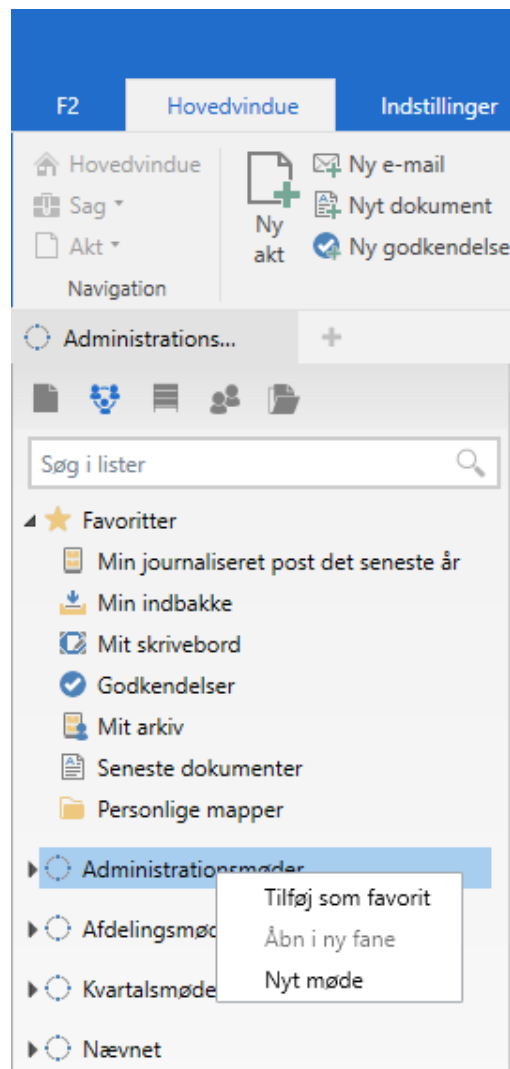 F2 Hovedvindue Indstillinger
Hovedvindue
Sag
Akt
Navigation
Ny
akt
Ny e-mail
Nyt dokument
Ny godkendelse
Administrations...
Søg i lister
Favoritter
Min journaliseret post det seneste år
Min indbakke
Mit skrivebord
Godkendelser
Mit arkiv
Seneste dokumenter
Personlige mapper
Administrationsmøder
Tilføj som favorit
Afdelingsmød
Åbn i ny fane
Kvartalsmøde
Nyt møde
Nævnet